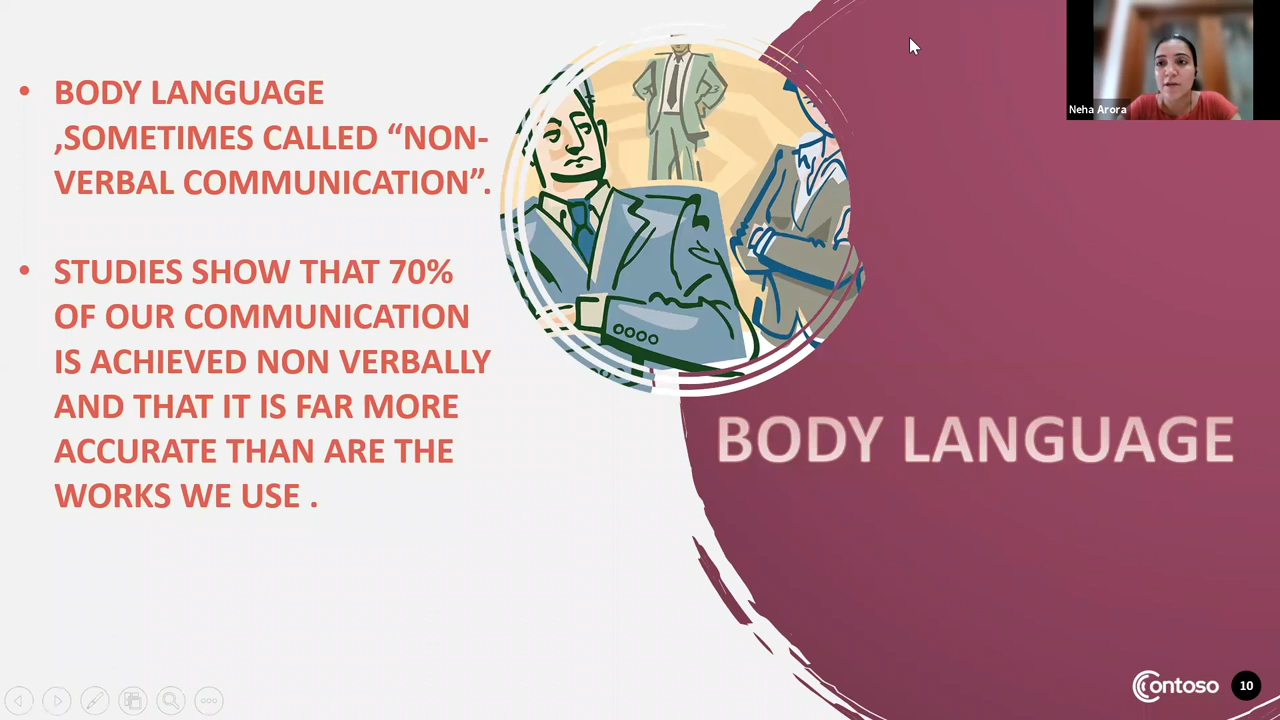 BODY LANGUAGE
,SOMETIMES CALLED “NON-
VERBAL COMMUNICATION”.
STUDIES SHOW THAT 70%
OF OUR COMMUNICATION
IS ACHIEVED NON VERBALLY
AND THAT IT IS FAR MORE
ACCURATE THAN ARE THE
WORKS WE USE .
BODY LANGUAGE
Neha Arora
Contoso
10